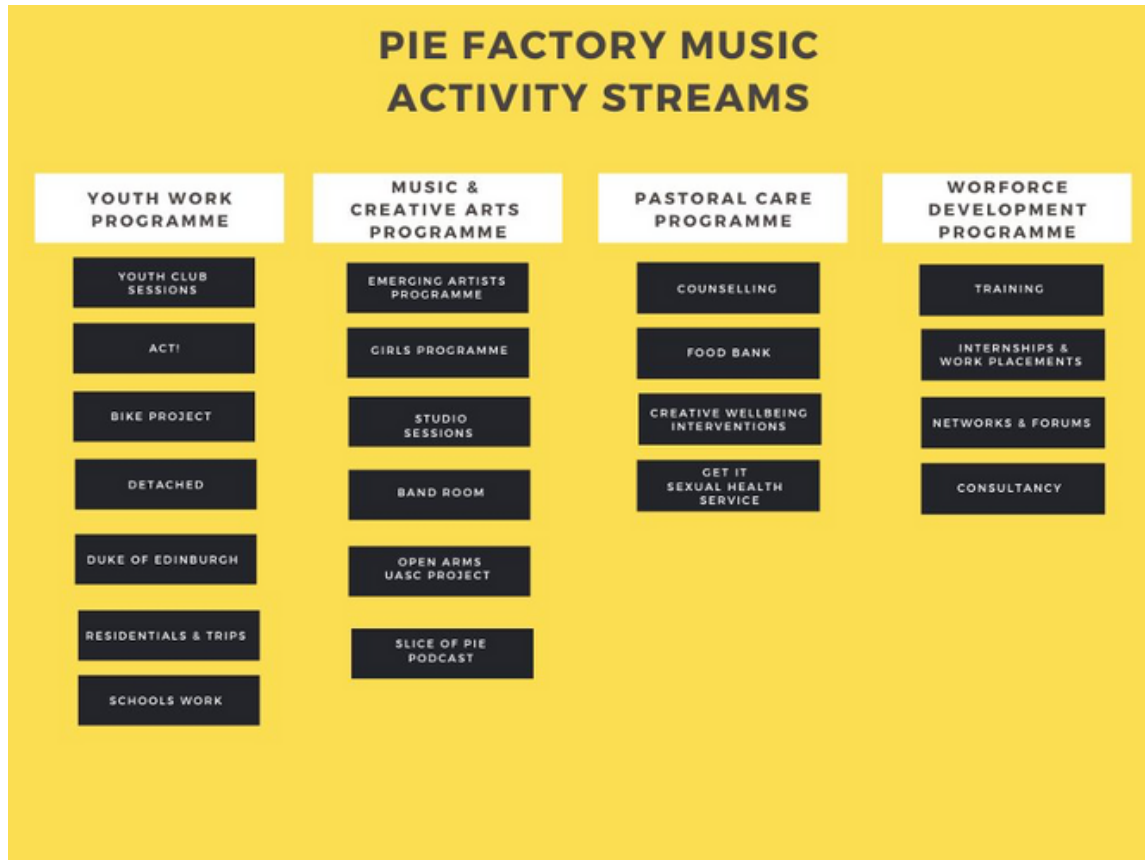 PIE FACTORY MUSIC
ACTIVITY STREAMS
YOUTH WORK
PROGRAMME
YOUTH CLUB
SESSIONS
ACT!
BIKE PROJECT
DETACHED
DUKE OF EDINBURGH
RESIDENTIALS & TRIPS
SCHOOLS WORK
MUSIC &
CREATIVE ARTS
PROGRAMME
EMERGING ARTISTS
PROGRAMME
GIRLS PROGRAMME
STUDIO
SESSIONS
BAND ROOM
OPEN ARMS
UASC PROJECT
SLICE OF PIE
PODCAST
PASTORAL CARE
PROGRAMME
COUNSELLING
FOOD BANK
CREATIVE WELLBEING
INTERVENTIONS
GET IT
SEXUAL HEALTH
SERVICE
WORFORCE
DEVELOPMENT
PROGRAMME
TRAINING
INTERNSHIPS &
WORK PLACEMENTS
NETWORKS & FORUMS
CONSULTANCY